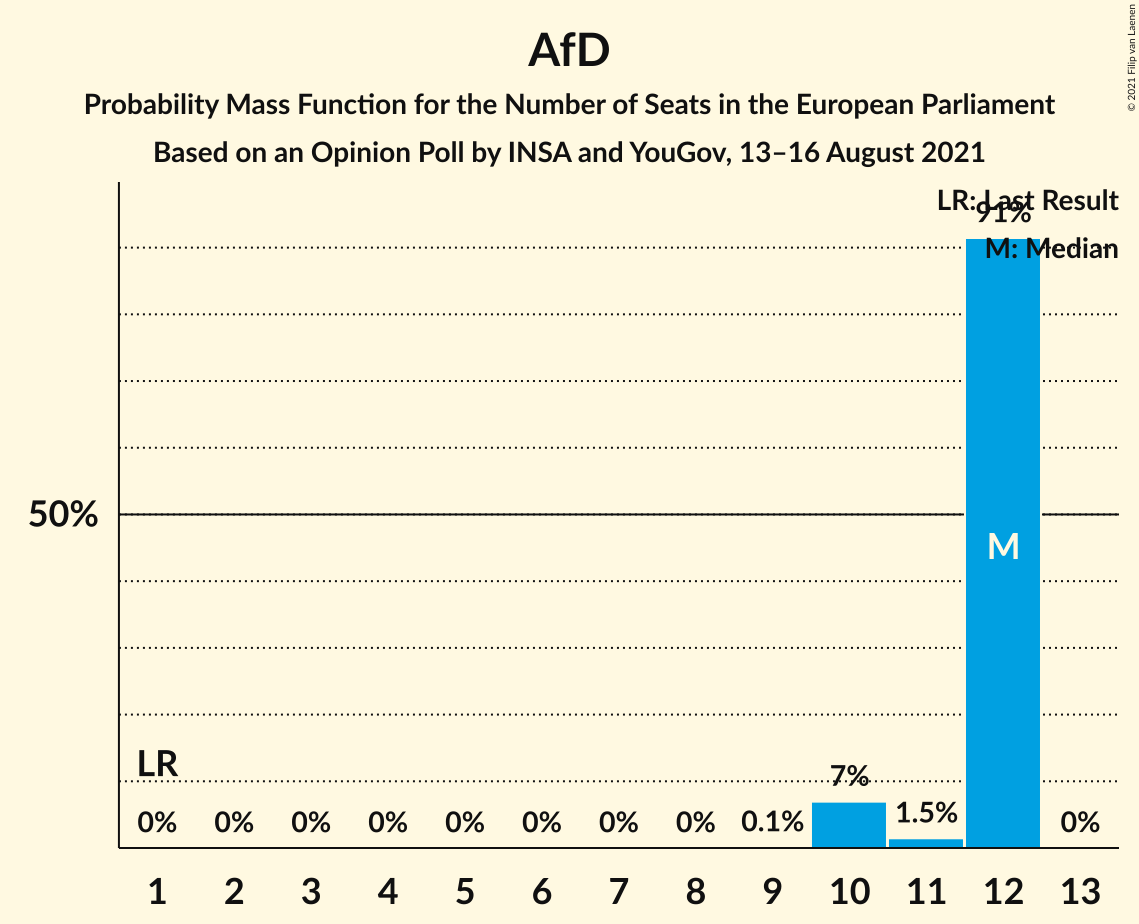 AfD
Probability Mass Function for the Number of Seats in the European Parliament
Based on an Opinion Poll by INSA and YouGov, 13–16 August 2021
© 2021 Filip van Laenen
LR: Last Result
91%
M: Median
50%
M
LR
7%
0% 0% 0% 0% 0% 0% 0% 0% 0.1% 1.5% 0%
1 2 3 4 5 6 7 8 9 10 11 12 13